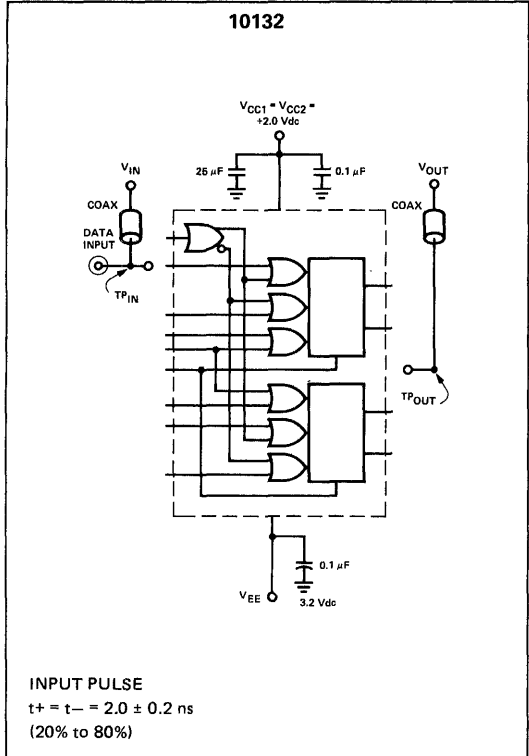 10132
VCC1 = VCC2 =
+2.0 Vdc
25 μF
0.1 μF
VIN
VOUT
COAX
COAX
DATA
INPUT
TPIN
TPOUT
0.1 μF
VEE
3.2 Vdc
INPUT PULSE
t+ = t– = 2.0 ± 0.2 ns
(20% to 80%)